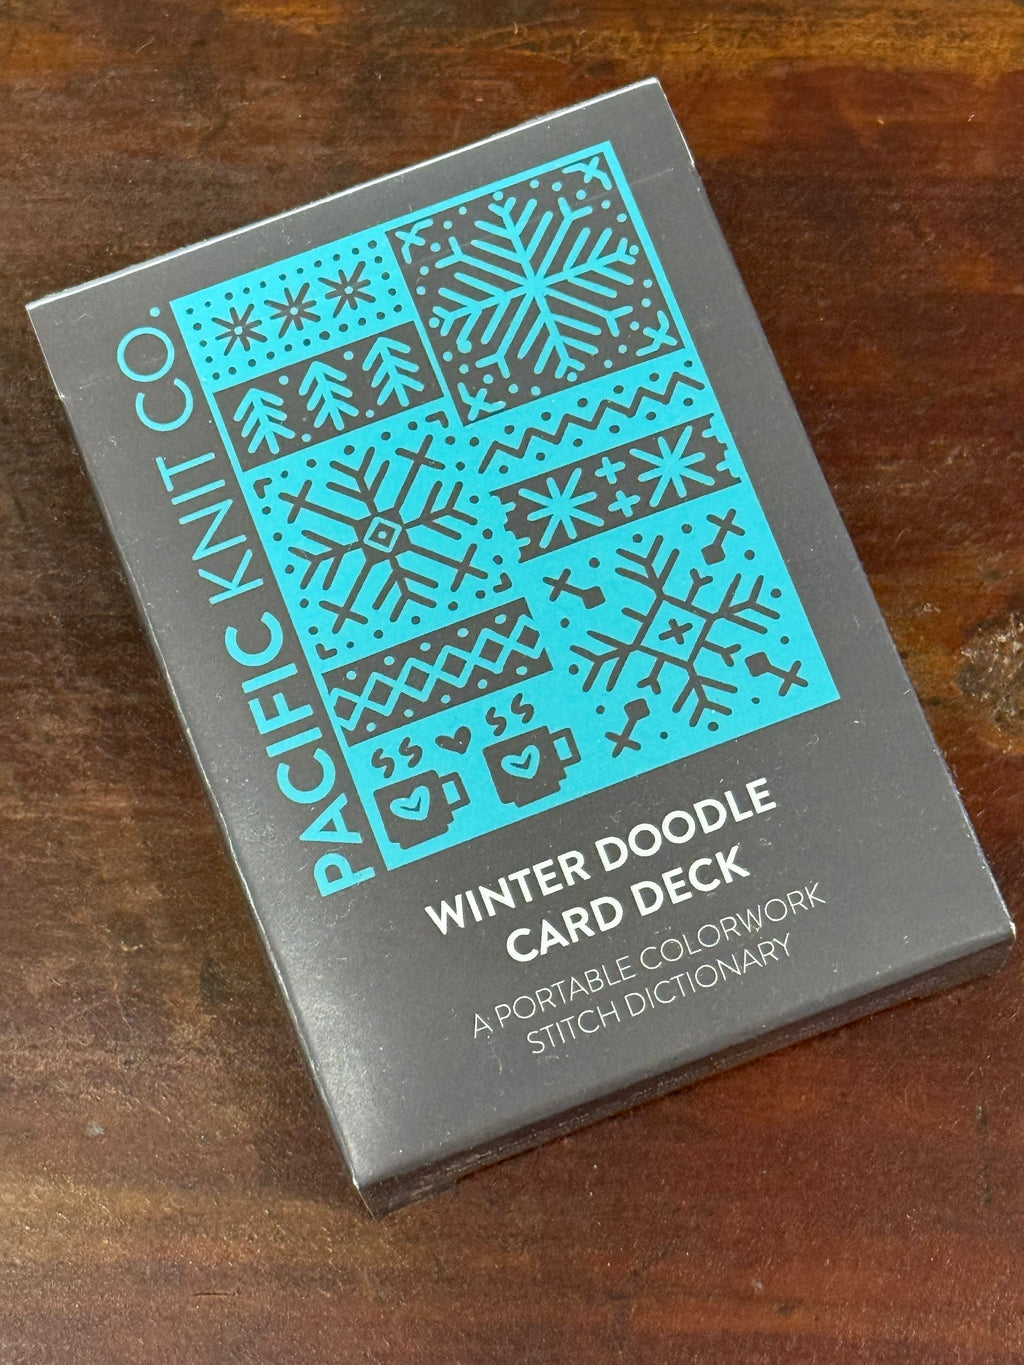 PACIFIC KNIT CO.
WINTER DOODLE
CARD DECK
A PORTABLE COLORWORK
STITCH DICTIONARY